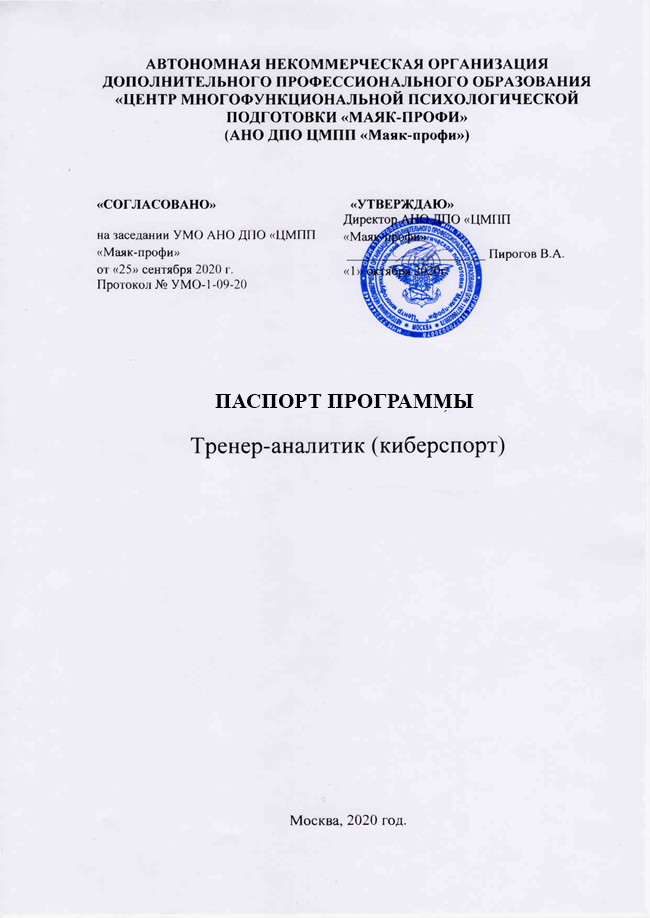 АВТОНОМНАЯ НЕКОММЕРЧЕСКАЯ ОРГАНИЗАЦИЯ
ДОПОЛНИТЕЛЬНОГО ПРОФЕССИОНАЛЬНОГО ОБРАЗОВАНИЯ
«ЦЕНТР МНОГОФУНКЦИОНАЛЬНОЙ ПСИХОЛОГИЧЕСКОЙ
ПОДГОТОВКИ «МАЯК-ПРОФИ»
(АНО ДПО ЦМПП «Маяк-профи»)
«СОГЛАСОВАНО»
на заседании УМО АНО ДПО «ЦМПП
«Маяк-профи»
от «25» сентября 2020 г.
Протокол № УМО-1-09-20
«УТВЕРЖДАЮ»
Директор АНО ДПО «ЦМПП
«Маяк-профи»
Пирогов В.А.
«1» октября 2020г.
МОСКВА
ПАСПОРТ ПРОГРАММЫ
Тренер-аналитик (киберспорт)
Москва, 2020 год.